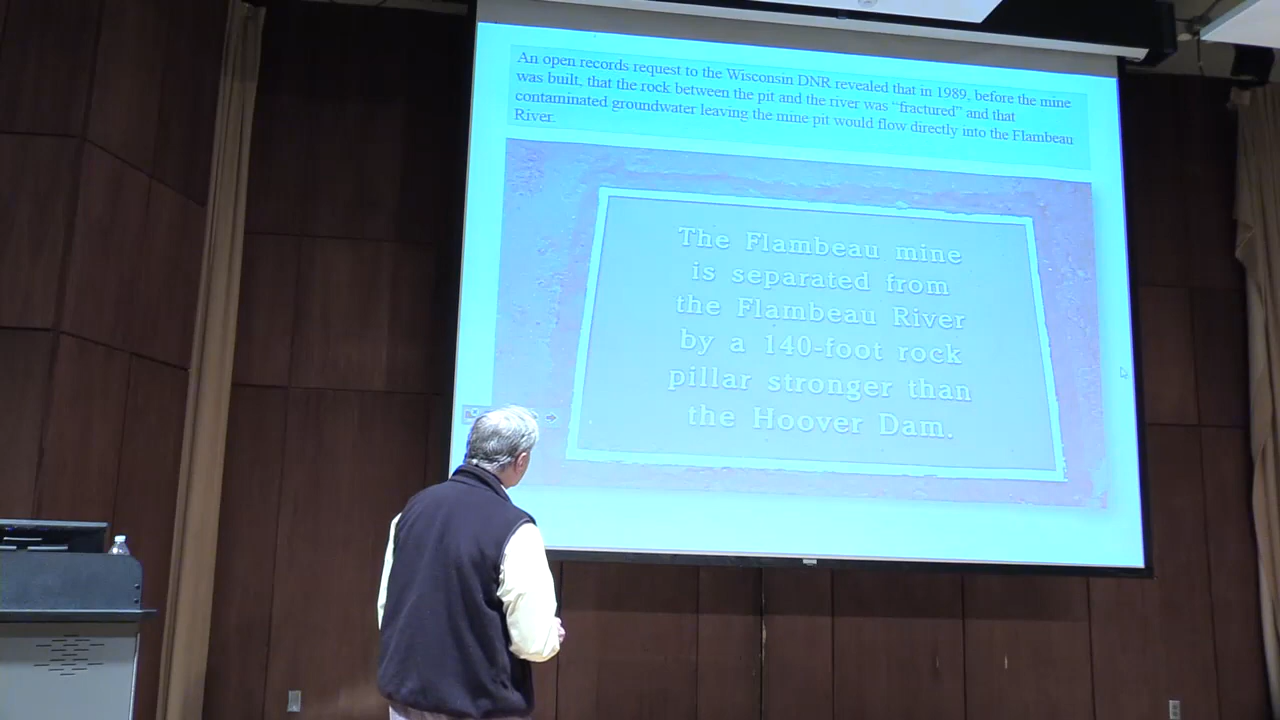 An open records request to the Wisconsin DNR revealed that in 1989, before the mine
was built, that the rock between the pit and the river was “fractured” and that
contaminated groundwater leaving the mine pit would flow directly into the Flambeau
River.
The Flambeau mine
is separated from
the Flambeau River
by a 140-foot rock
pillar stronger than
the Hoover Dam.